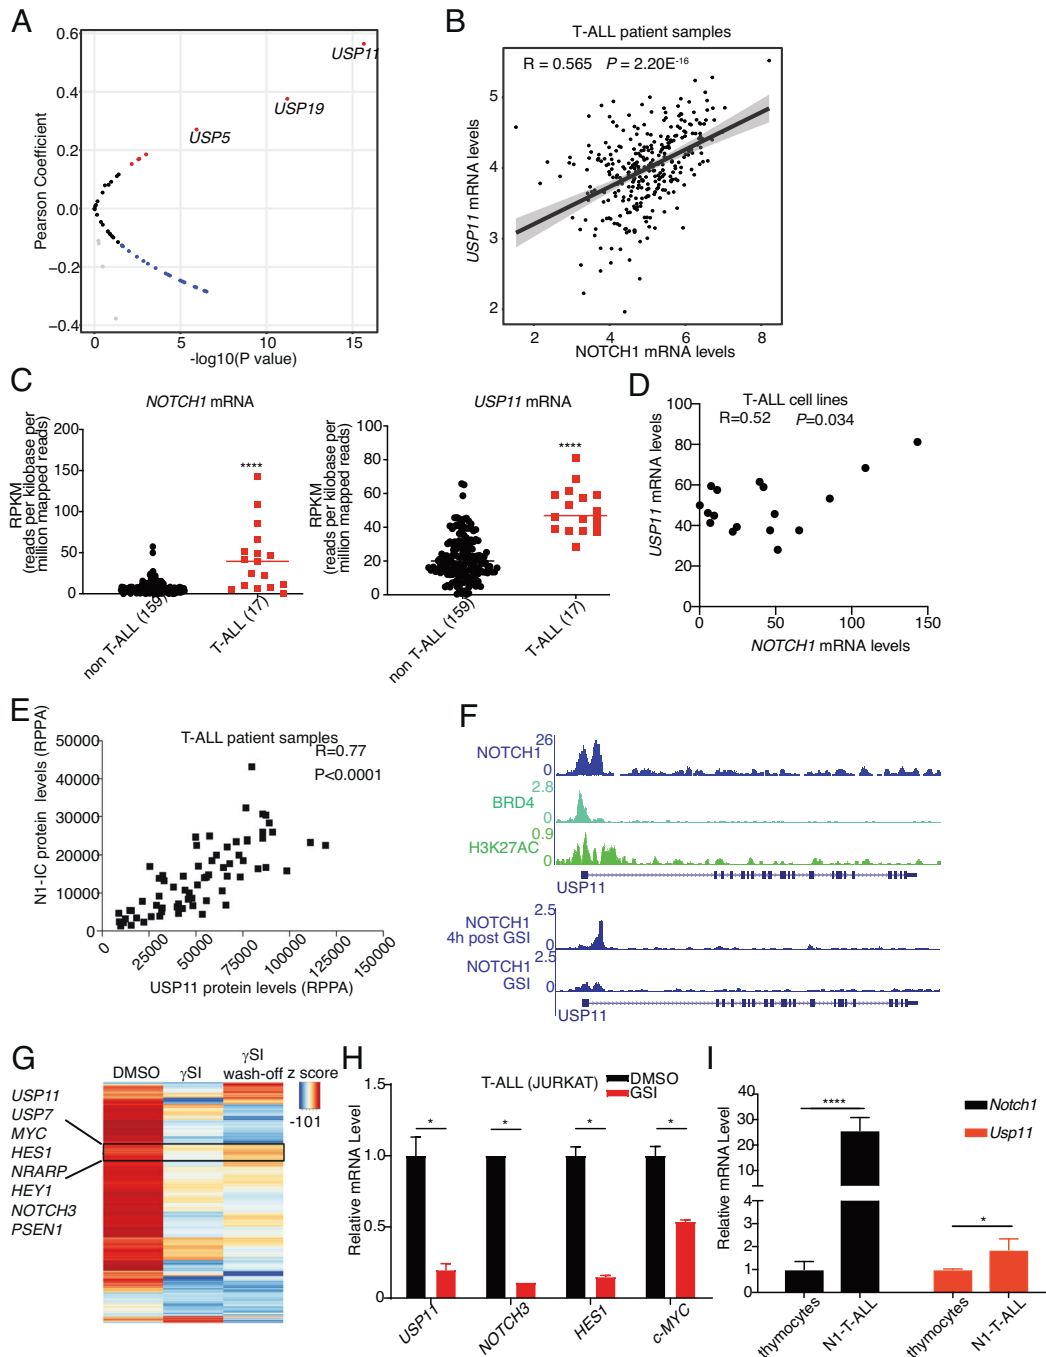 A
Pearson Coefficient
0.6
0.4
0.2
0.0
−0.2
−0.4
USP11
USP19
USP5
0
5
10
15
-log10(P value)
B
T-ALL patient samples
R = 0.565 P = 2.20E-16
USP11 mRNA levels
5
4
3
2
2
4
6
8
NOTCH1 mRNA levels
C
NOTCH1 mRNA
RPKM
(reads per kilobase per
million mapped reads)
200
150
100
50
0
****
non T-ALL (159)
T-ALL (17)
USP11 mRNA
RPKM
(reads per kilobase per
million mapped reads)
100
80
60
40
20
0
****
non T-ALL (159)
T-ALL (17)
D
T-ALL cell lines
R=0.52 P=0.034
USP11 mRNA levels
100
80
60
40
20
0
0
50
100
150
NOTCH1 mRNA levels
E
T-ALL patient samples
R=0.77
P<0.0001
N1-IC protein levels (RPPA)
50000
40000
30000
20000
10000
0
25000
50000
75000
100000
125000
150000
USP11 protein levels (RPPA)
F
NOTCH1
26
0
BRD4
2.8
0
H3K27AC
0.9
0
USP11
NOTCH1
4h post GSI
2.5
0
NOTCH1
GSI
2.5
0
USP11
G
DMSO
γSI
γSI
wash-off
z score
-101
USP11
USP7
MYC
HES1
NRARP
HEY1
NOTCH3
PSEN1
H
T-ALL (JURKAT)
DMSO
GSI
Relative mRNA Level
1.5
1.0
0.5
0
*
*
*
*
USP11
NOTCH3
HES1
c-MYC
I
Notch1
Usp11
Relative mRNA Level
40
30
20
10
4
4
2
1
0
****
*
thymocytes
N1-T-ALL
thymocytes
N1-T-ALL